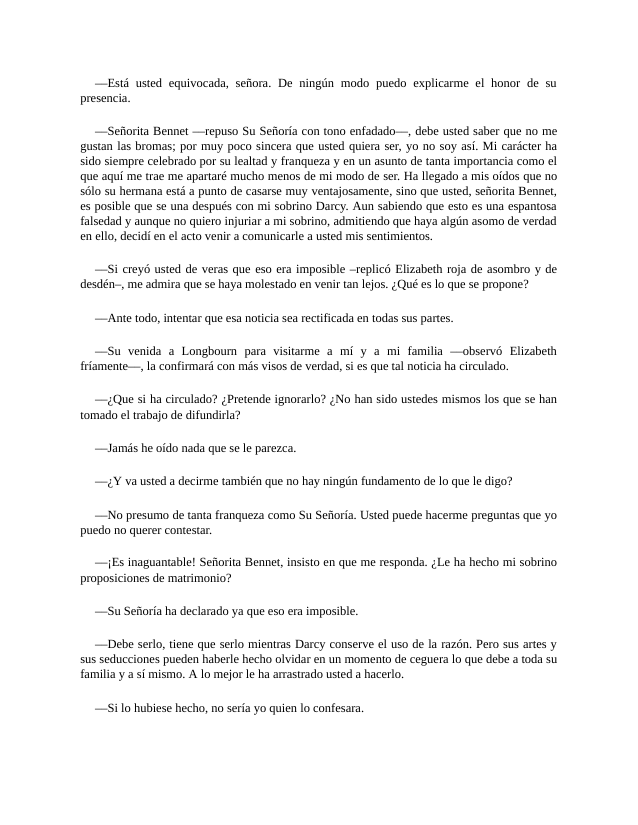 —Está usted equivocada, señora. De ningún modo puedo explicarme el honor de su
presencia.
—Señorita Bennet —repuso Su Señoría con tono enfadado—, debe usted saber que no me
gustan las bromas; por muy poco sincera que usted quiera ser, yo no soy así. Mi carácter ha
sido siempre celebrado por su lealtad y franqueza y en un asunto de tanta importancia como el
que aquí me trae me apartaré mucho menos de mi modo de ser. Ha llegado a mis oídos que no
sólo su hermana está a punto de casarse muy ventajosamente, sino que usted, señorita Bennet,
es posible que se una después con mi sobrino Darcy. Aun sabiendo que esto es una espantosa
falsedad y aunque no quiero injuriar a mi sobrino, admitiendo que haya algún asomo de verdad
en ello, decidí en el acto venir a comunicarle a usted mis sentimientos.
—Si creyó usted de veras que eso era imposible –replicó Elizabeth roja de asombro y de
desdén–, me admira que se haya molestado en venir tan lejos. ¿Qué es lo que se propone?
—Ante todo, intentar que esa noticia sea rectificada en todas sus partes.
—Su venida a Longbourn para visitarme a mí y a mi familia —observó Elizabeth
fríamente—, la confirmará con más visos de verdad, si es que tal noticia ha circulado.
—¿Que si ha circulado? ¿Pretende ignorarlo? ¿No han sido ustedes mismos los que se han
tomado el trabajo de difundirla?
—Jamás he oído nada que se le parezca.
—¿Y va usted a decirme también que no hay ningún fundamento de lo que le digo?
—No presumo de tanta franqueza como Su Señoría. Usted puede hacerme preguntas que yo
puedo no querer contestar.
—¡Es inaguantable! Señorita Bennet, insisto en que me responda. ¿Le ha hecho mi sobrino
proposiciones de matrimonio?
—Su Señoría ha declarado ya que eso era imposible.
—Debe serlo, tiene que serlo mientras Darcy conserve el uso de la razón. Pero sus artes y
sus seducciones pueden haberle hecho olvidar en un momento de ceguera lo que debe a toda su
familia y a sí mismo. A lo mejor le ha arrastrado usted a hacerlo.
—Si lo hubiese hecho, no sería yo quien lo confesara.